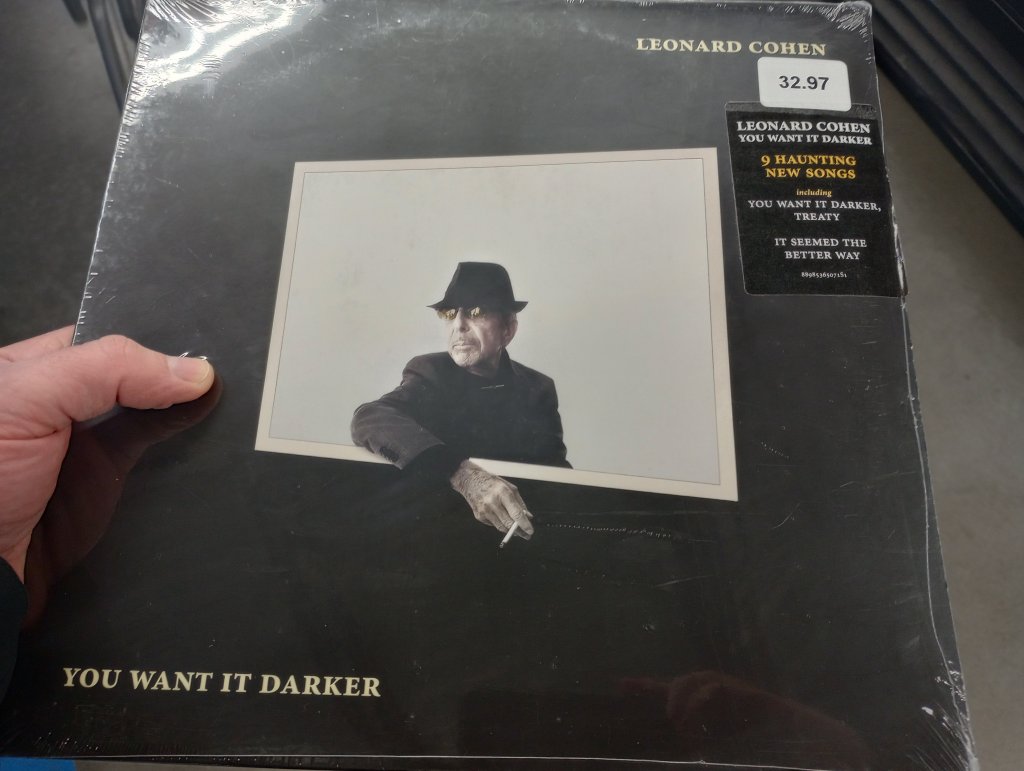 LEONARD COHEN
32.97
LEONARD COHEN
YOU WANT IT DARKER
9 HAUNTING
NEW SONGS
including
YOU WANT IT DARKER,
TREATY
IT SEEMED THE
BETTER WAY
88985365071S1
YOU WANT IT DARKER